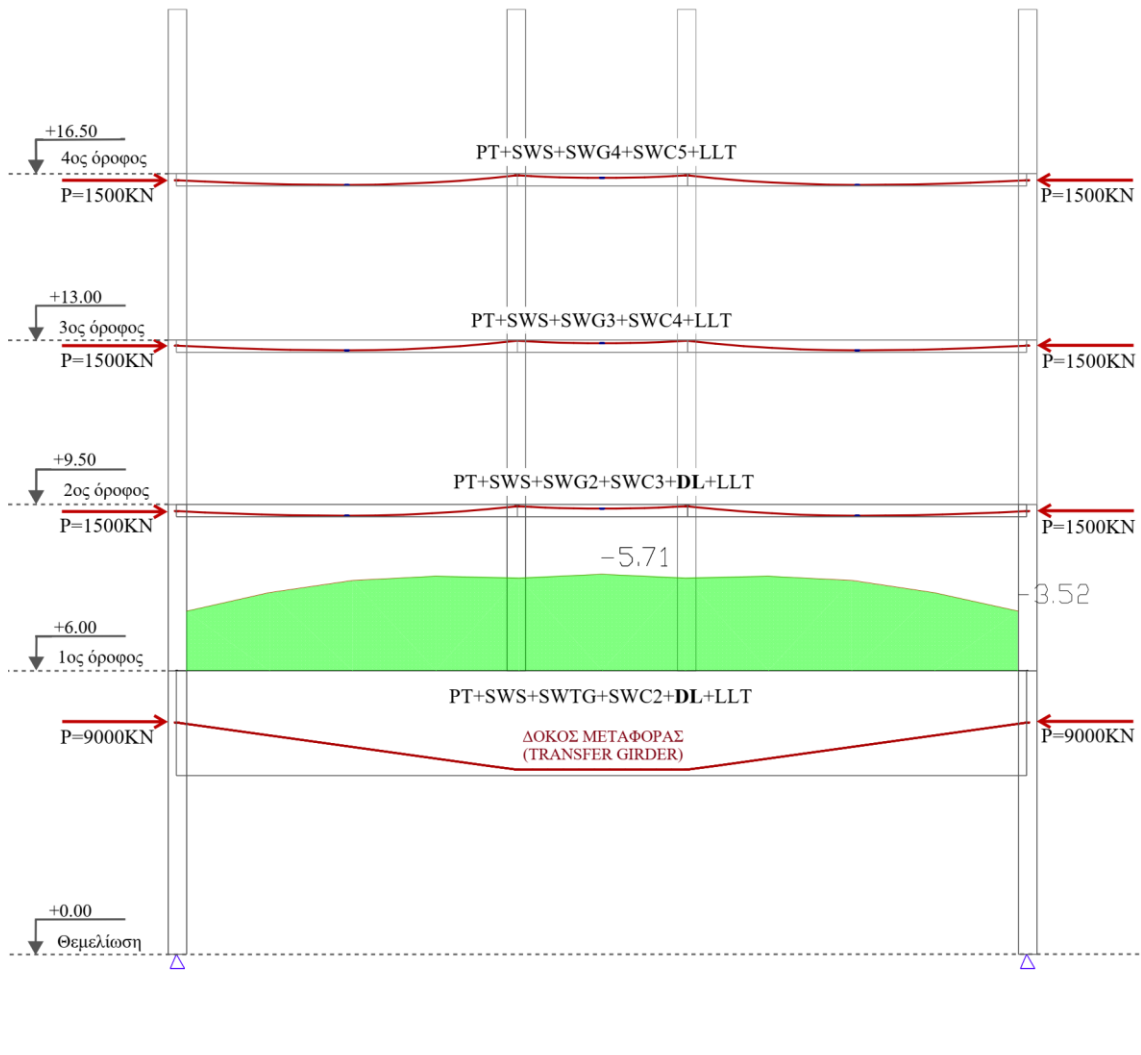 +16.50
4ος όροφος
PT+SWS+SWG4+SWC5+LLT
P=1500KN
P=1500KN
+13.00
3ος όροφος
PT+SWS+SWG3+SWC4+LLT
P=1500KN
P=1500KN
+9.50
2ος όροφος
PT+SWS+SWG2+SWC3+DL+LLT
P=1500KN
P=1500KN
-5.71
-3.52
+6.00
1ος όροφος
PT+SWS+SWTG+SWC2+DL+LLT
P=9000KN
P=9000KN
ΔΟΚΟΣ ΜΕΤΑΦΟΡΑΣ
(TRANSFER GIRDER)
+0.00
Θεμελίωση